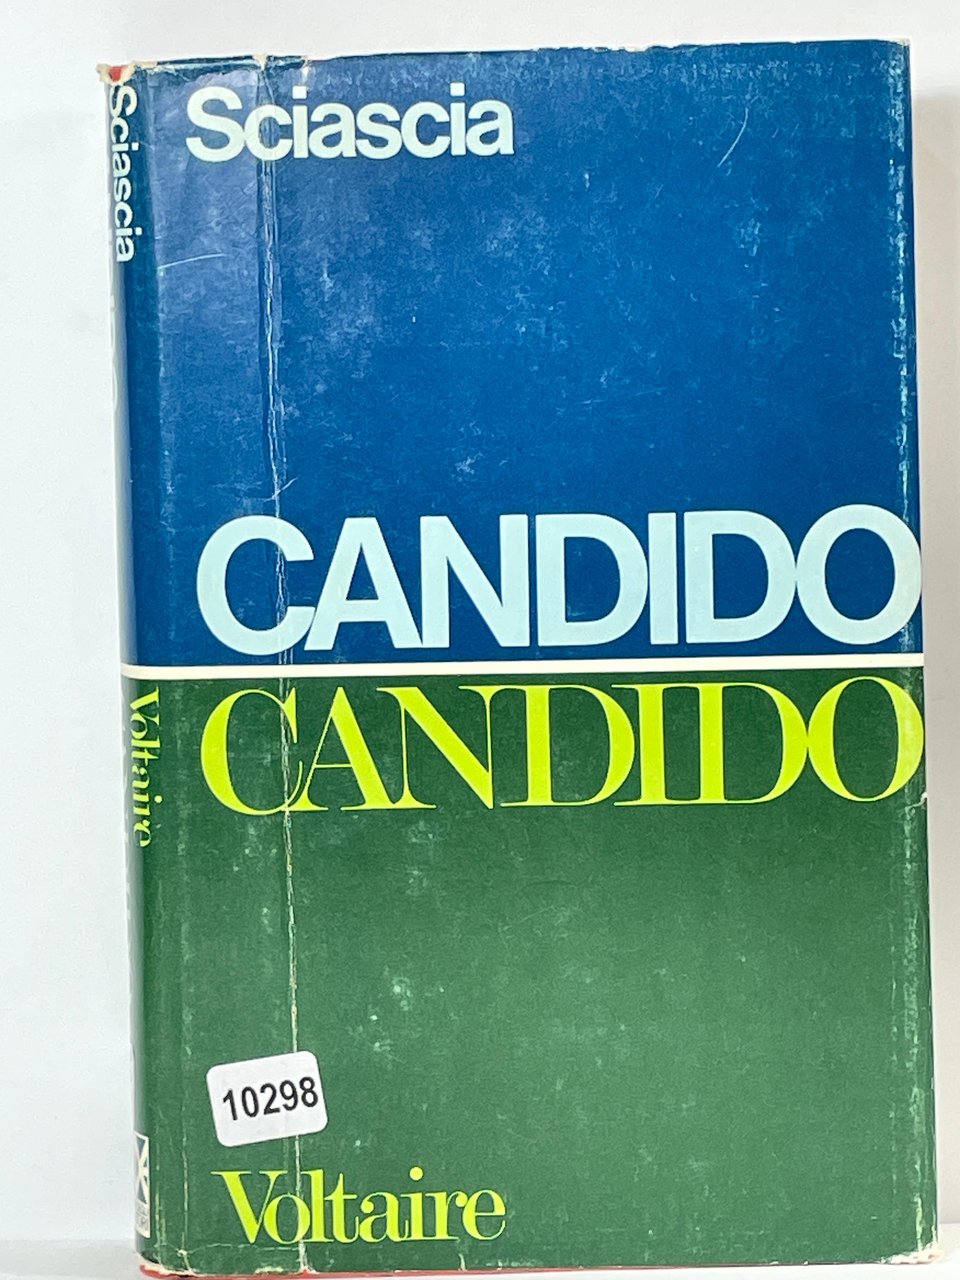 Sciascia
CANDIDO
CANDIDO
10298
Voltaire
Sciascia
Voltaire